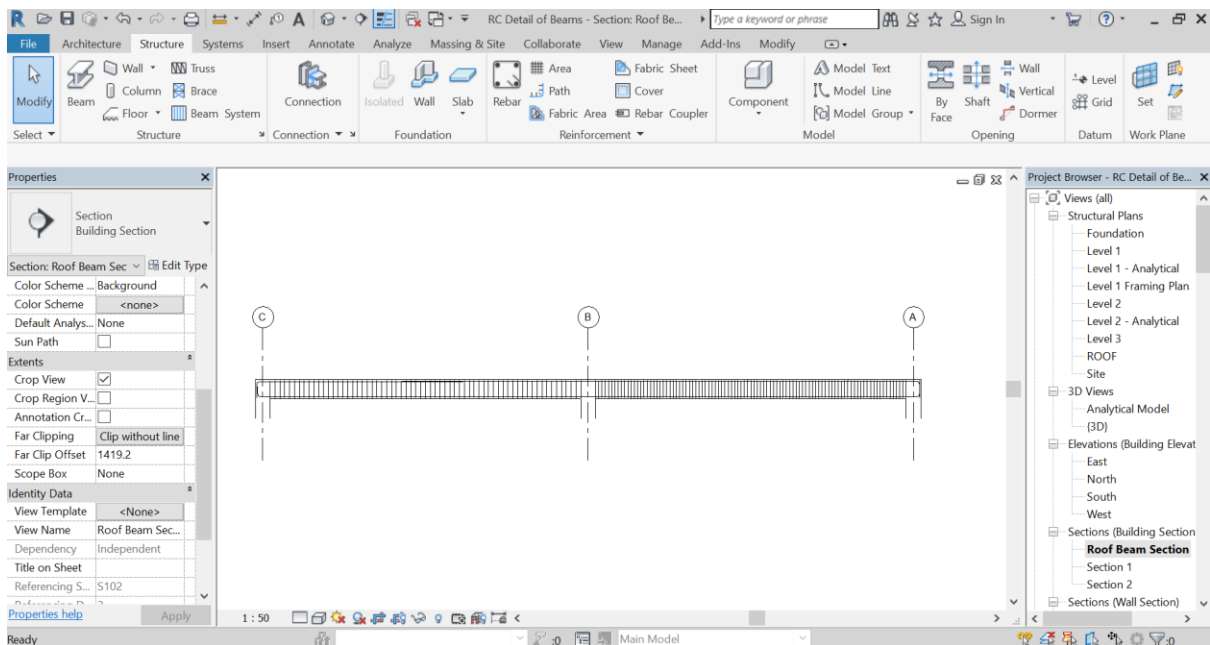 RC Detail of Beams - Section: Roof Be... Type a keyword or phrase Sign In
File Architecture Structure Systems Insert Annotate Analyze Massing & Site Collaborate View Manage Add-Ins Modify
Wall Truss Area Fabric Sheet Model Text Wall
Column Brace Path Cover Model Line Vertical Level
Modify Beam Floor Beam System Connection Isolated Wall Slab Rebar Fabric Area Rebar Coupler Component Model Group By Face Shaft Dormer Grid Set
Select Structure Connection Foundation Reinforcement Model Opening Datum Work Plane
Properties
Section
Building Section
Section: Roof Beam Sec Edit Type
Color Scheme ... Background
Color Scheme <none>
Default Analys... None
Sun Path
Extents
Crop View
Crop Region V...
Annotation Cr...
Far Clipping Clip without line
Far Clip Offset 1419.2
Scope Box None
Identity Data
View Template <None>
View Name Roof Beam Sec...
Dependency Independent
Title on Sheet
Referencing S... S102
Properties help Apply
C B A
1 : 50
Project Browser - RC Detail of Be...
Views (all)
Structural Plans
Foundation
Level 1
Level 1 - Analytical
Level 1 Framing Plan
Level 2
Level 2 - Analytical
Level 3
ROOF
Site
3D Views
Analytical Model
{3D}
Elevations (Building Elevat
East
North
South
West
Sections (Building Section
Roof Beam Section
Section 1
Section 2
Sections (Wall Section)
Ready :0 Main Model :0